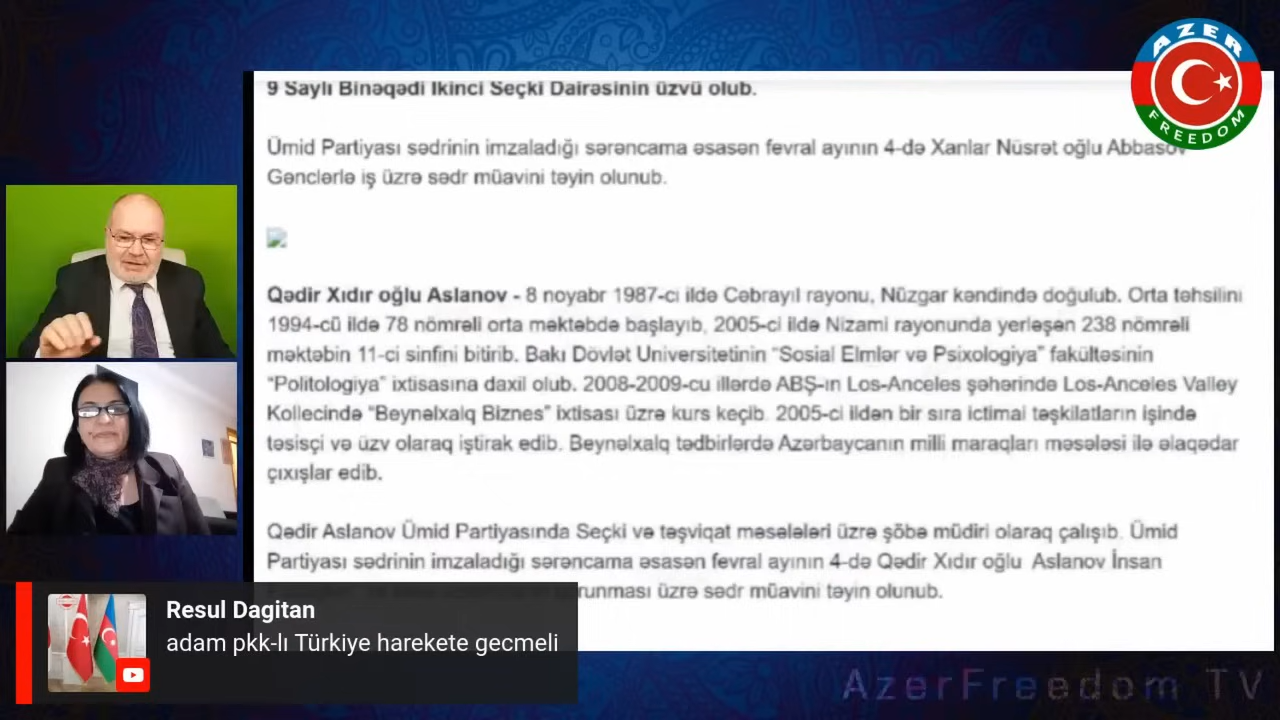 9 Saylı Binəqədi İkinci Seçki Dairəsinin üzvü olub.
Ümid Partiyası sədrinin imzaladığı sərəncama əsasən fevral ayının 4-də Xanlar Nüsrət oğlu Abbasov
Gənclərlə iş üzrə sədr müavini təyin olunub.
Qədir Xıdır oğlu Aslanov - 8 noyabr 1987-ci ildə Cəbrayıl rayonu, Nüzgar kəndində doğulub. Orta təhsilini
1994-cü ildə 78 nömrəli orta məktəbdə başlayıb, 2005-ci ildə Nizami rayonunda yerləşən 238 nömrəli
məktəbin 11-ci sinfini bitirib. Bakı Dövlət Universitetinin “Sosial Elmlər və Psixologiya” fakültəsinin
“Politologiya” ixtisasına daxil olub. 2008-2009-cu illərdə ABŞ-ın Los-Anceles şəhərində Los-Anceles Valley
Kollecində “Beynəlxalq Biznes” ixtisası üzrə kurs keçib. 2005-ci ildən bir sıra ictimai təşkilatların işində
təsisçi və üzv olaraq iştirak edib. Beynəlxalq tədbirlərdə Azərbaycanın milli maraqları məsələsi ilə əlaqədar
çıxışlar edib.
Qədir Aslanov Ümid Partiyasında Seçki və təşviqat məsələləri üzrə şöbə müdiri olaraq çalışıb. Ümid
Partiyası sədrinin imzaladığı sərəncama əsasən fevral ayının 4-də Qədir Xıdır oğlu Aslanov İnsan
üzrə sədr müavini təyin olunub.
Resul Dagitan
adam pkk-lı Türkiye harekete gecmeli
AZER
FREEDOM
AzerFreedom TV